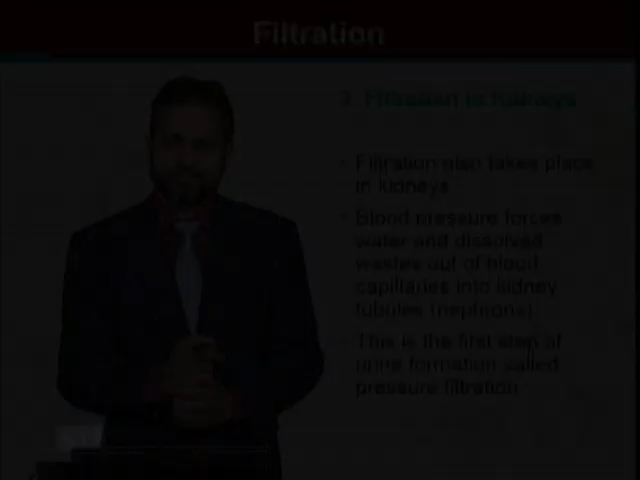 Filtration
2. Filtration in Kidneys
- Filtration also takes place
in kidneys
- Blood pressure forces
water and dissolved
wastes out of blood
capillaries into kidney
tubules (nephrons)
- This is the first step of
urine formation called
pressure filtration